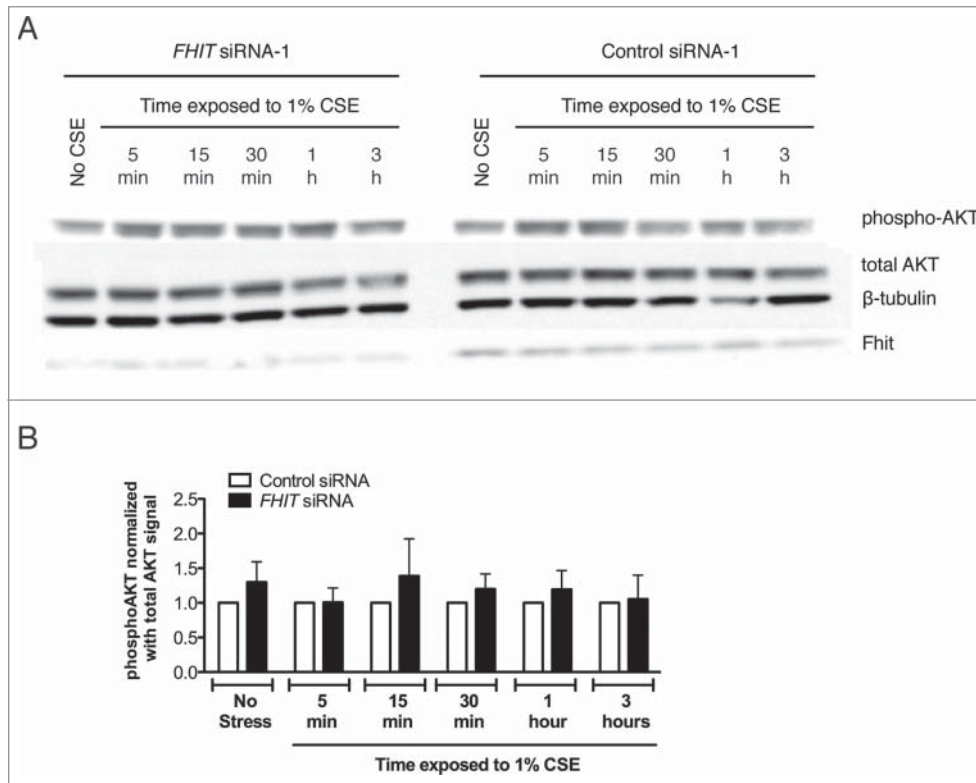 A
FHIT siRNA-1 Control siRNA-1
No CSE Time exposed to 1% CSE No CSE Time exposed to 1% CSE
5 15 30 1 3 5 15 30 1 3
min min min h h min min min h h
phospho-AKT
total AKT
β-tubulin
Fhit
B
Control siRNA
FHIT siRNA
phosphoAKT normalized
with total AKT signal
2.5
2.0
1.5
1.0
0.5
0.0
No 5 15 30 1 3
Stress min min min hour hours
Time exposed to 1% CSE